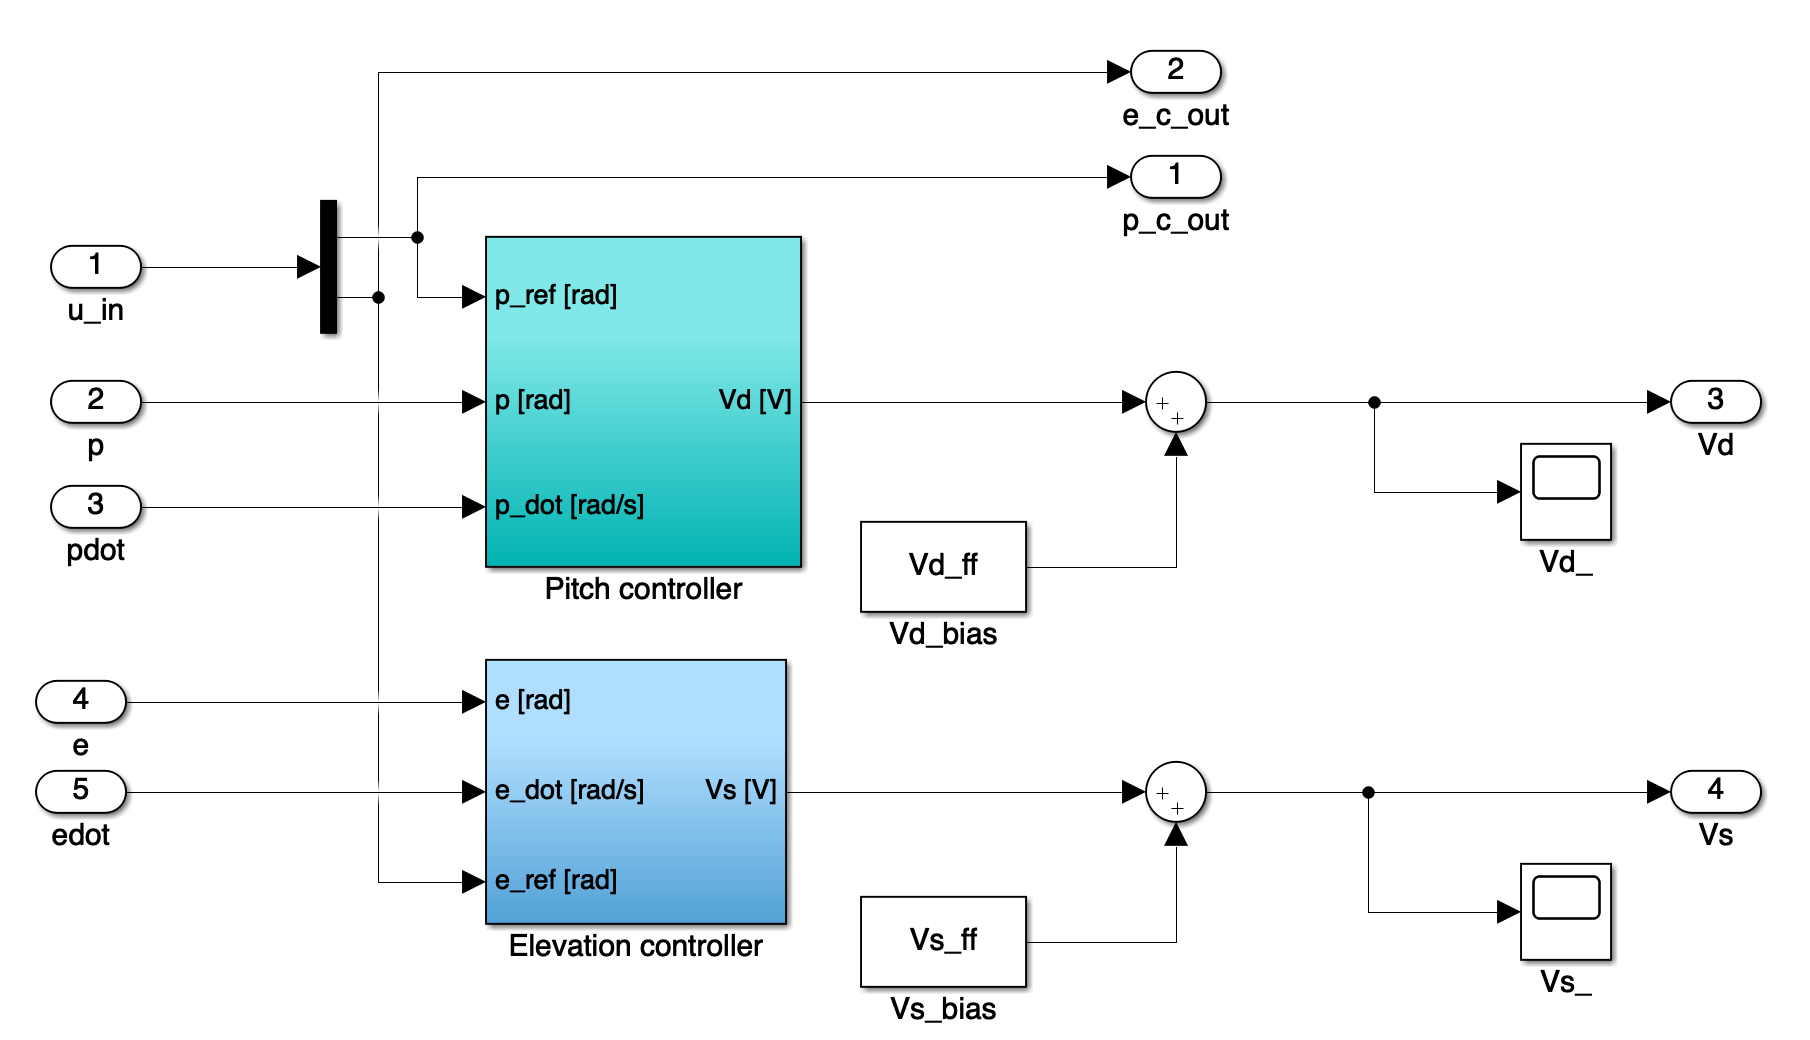 2
e_c_out
1
p_c_out
1
u_in
p_ref [rad]
2
p
p [rad]
Vd [V]
+
+
3
Vd
3
pdot
p_dot [rad/s]
Vd_
Pitch controller
Vd_ff
Vd_bias
4
e
e [rad]
5
edot
e_dot [rad/s]
Vs [V]
+
+
4
Vs
e_ref [rad]
Elevation controller
Vs_ff
Vs_bias
Vs_